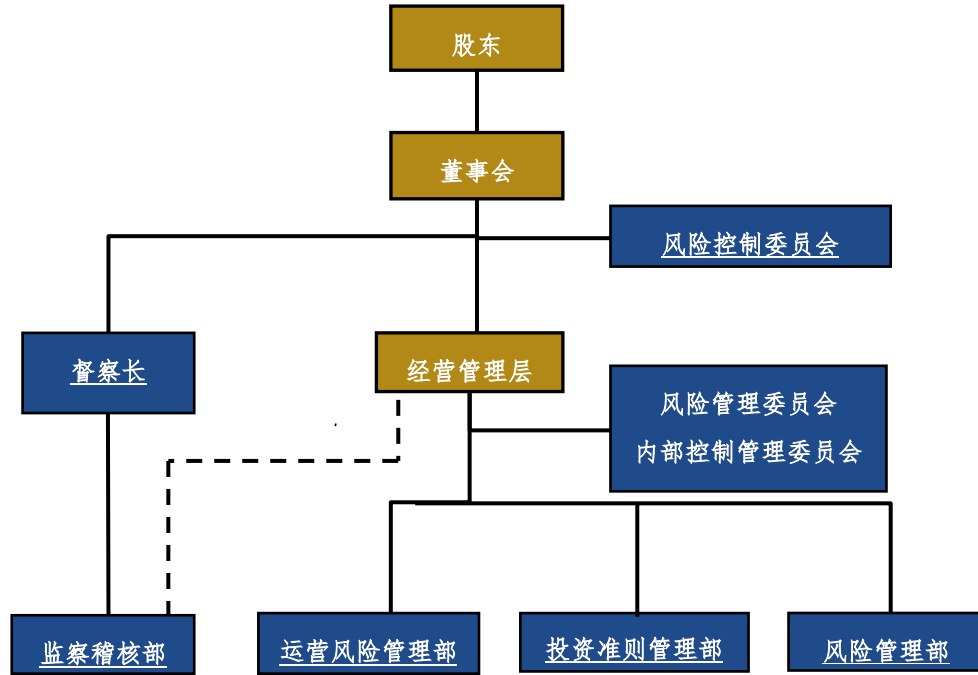 股东
董事会
风险控制委员会
督察长
经营管理层
风险管理委员会
内部控制管理委员会
监察稽核部
运营风险管理部
投资准则管理部
风险管理部